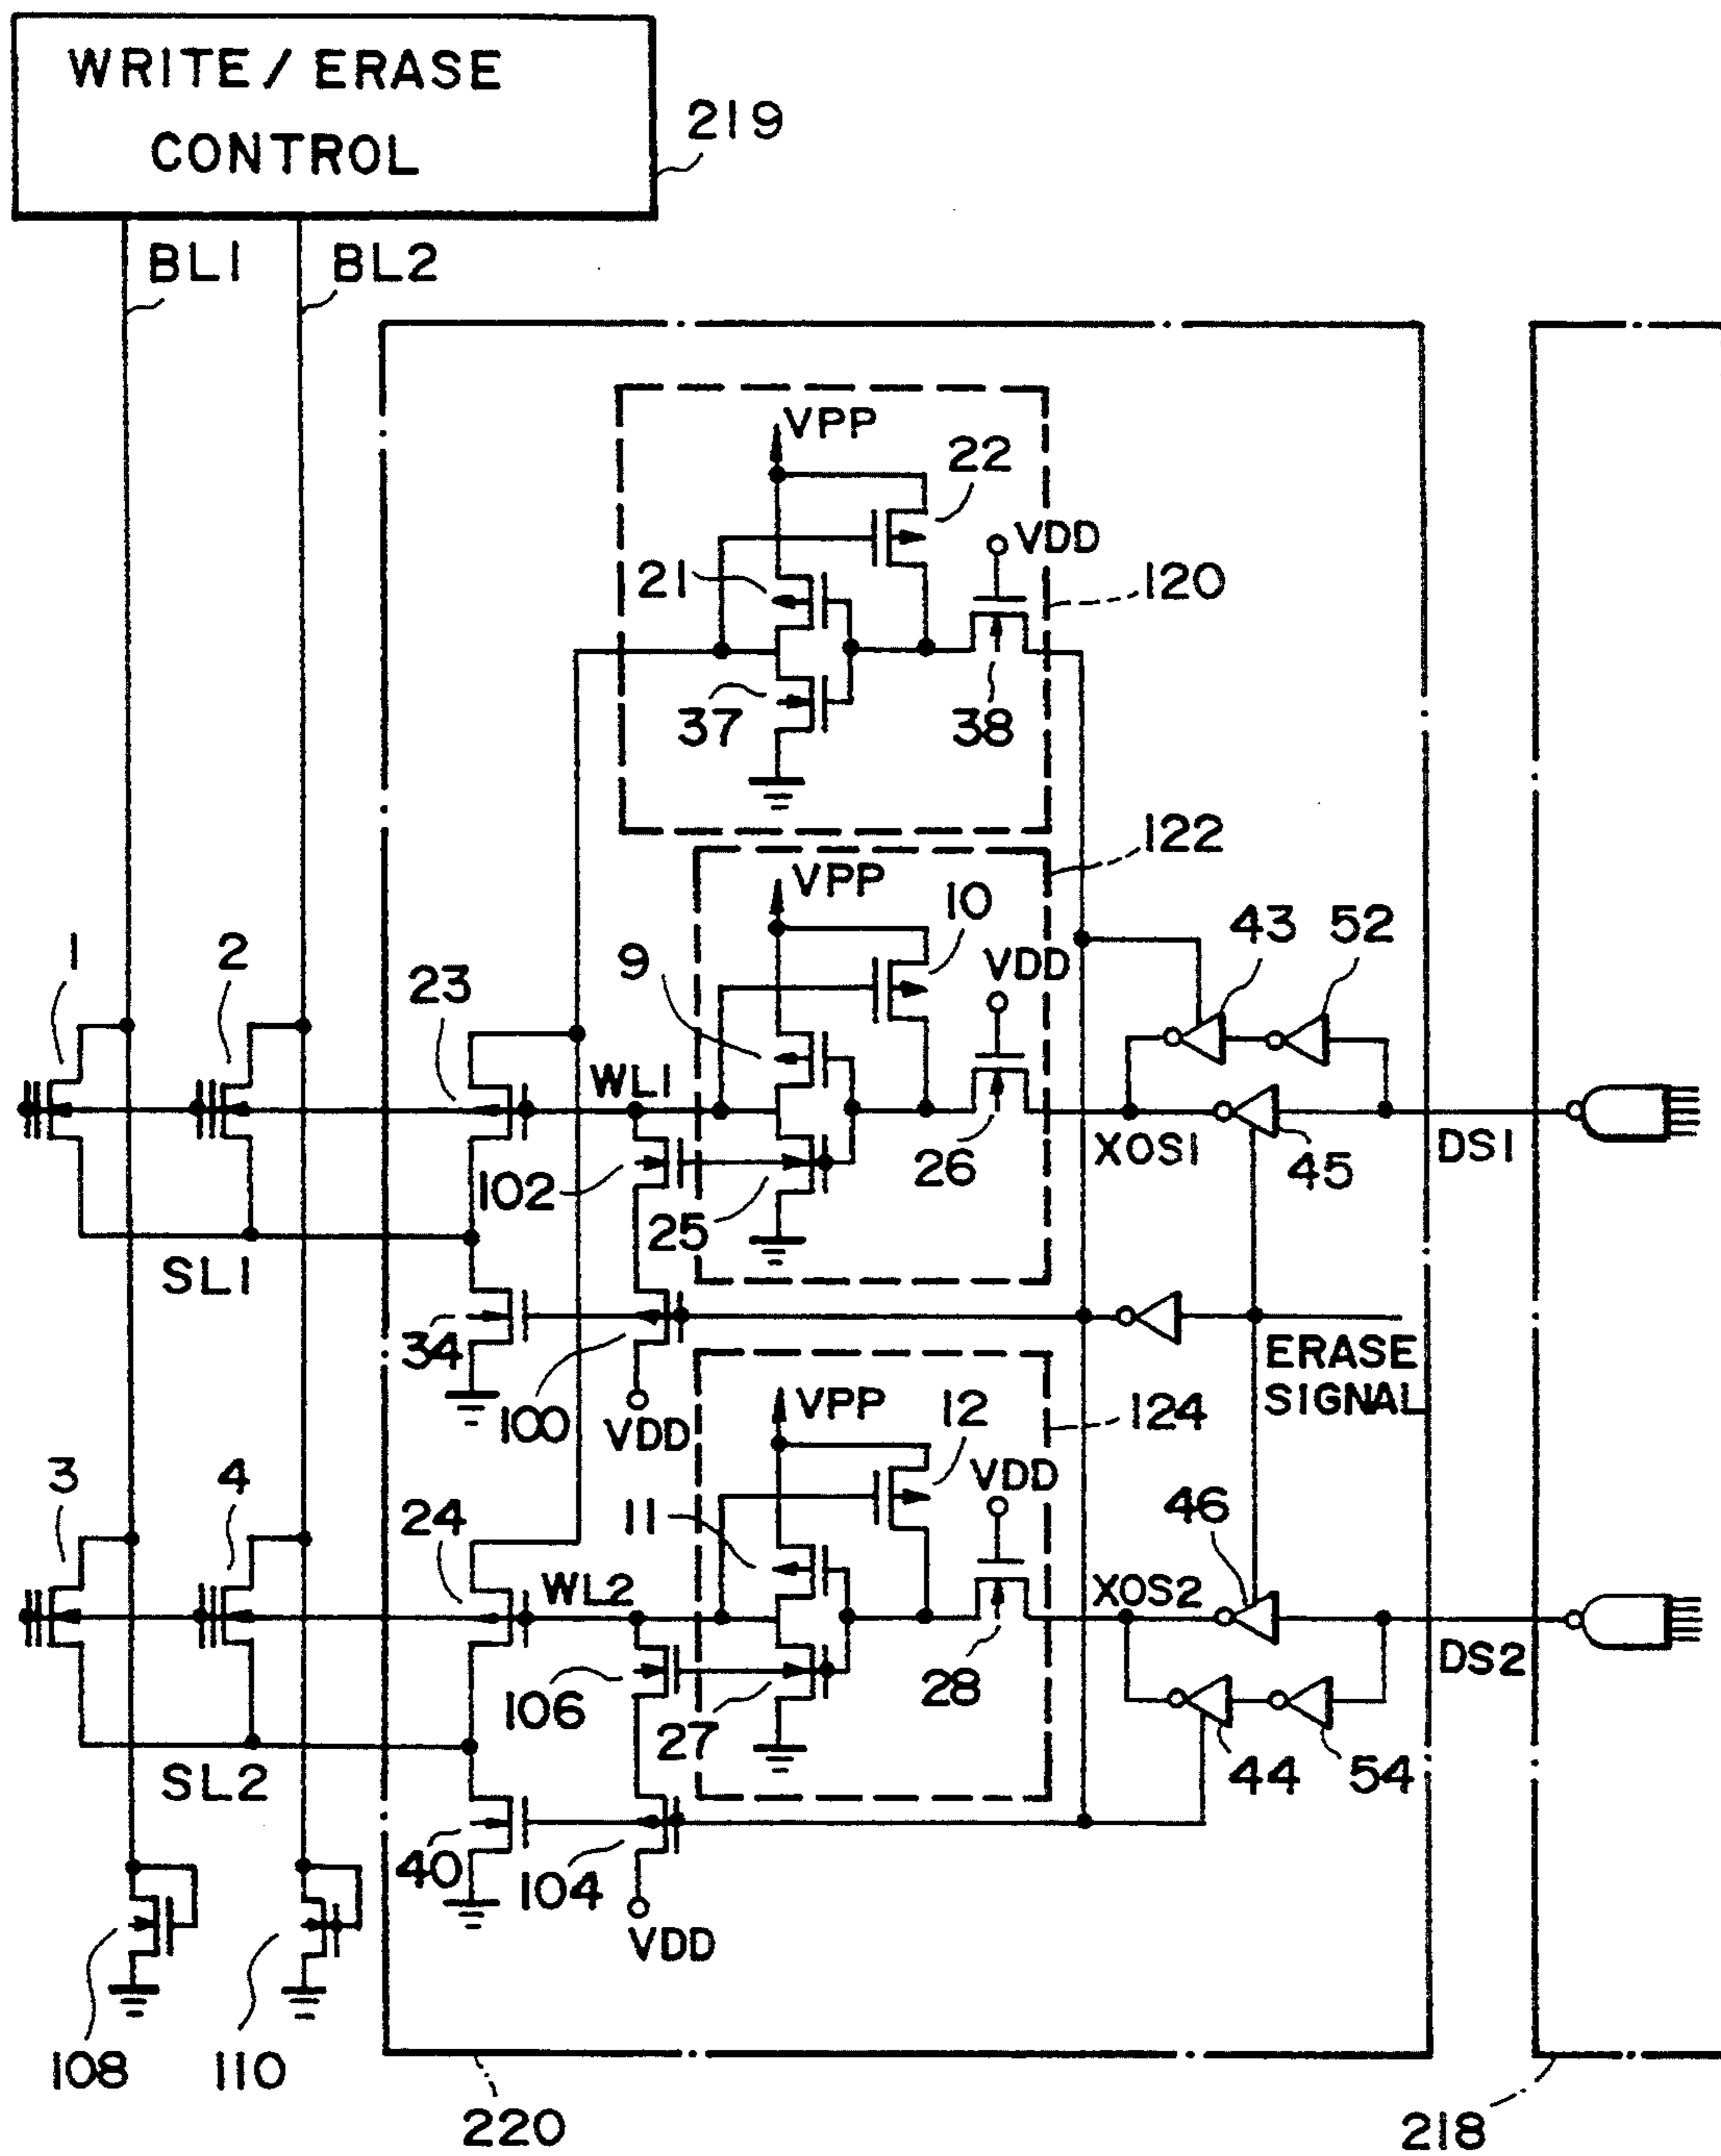 WRITE / ERASE
CONTROL
219
BL1
BL2
VPP
22
VDD
21
120
37
38
122
VPP
10
1
2
23
9
VDD
43
52
WL1
102
25
26
XOS1
45
DS1
SL1
34
100
VDD
ERASE
SIGNAL
VPP
12
124
3
4
24
11
VDD
46
WL2
XOS2
106
27
28
DS2
SL2
44
54
40
104
VDD
108
110
220
218